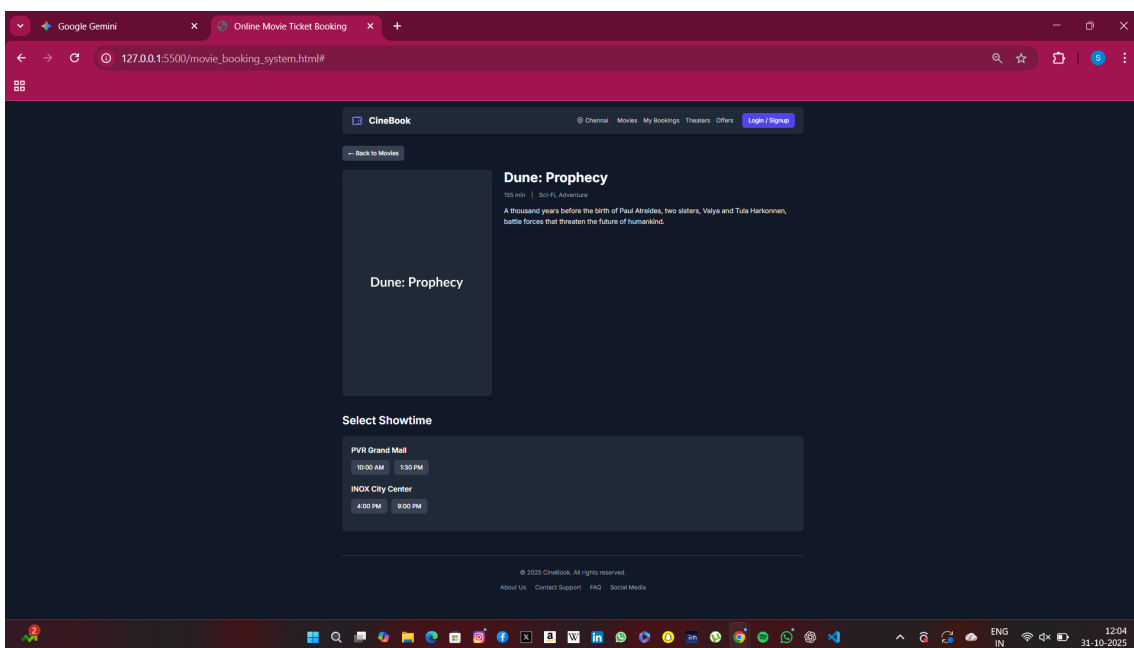 Google Gemini
Online Movie Ticket Booking
127.0.0.1:5500/movie_booking_system.html#
S
CineBook
Chennai Movies My Bookings Theaters Offers Login / Signup
← Back to Movies
Dune: Prophecy
155 min | Sci-Fi, Adventure
A thousand years before the birth of Paul Atreides, two sisters, Valya and Tula Harkonnen,
battle forces that threaten the future of humankind.
Dune: Prophecy
Select Showtime
PVR Grand Mall
10:00 AM 1:30 PM
INOX City Center
4:00 PM 9:00 PM
© 2025 CineBook. All rights reserved.
About Us Contact Support FAQ Social Media
2
ENG
IN
12:04
31-10-2025